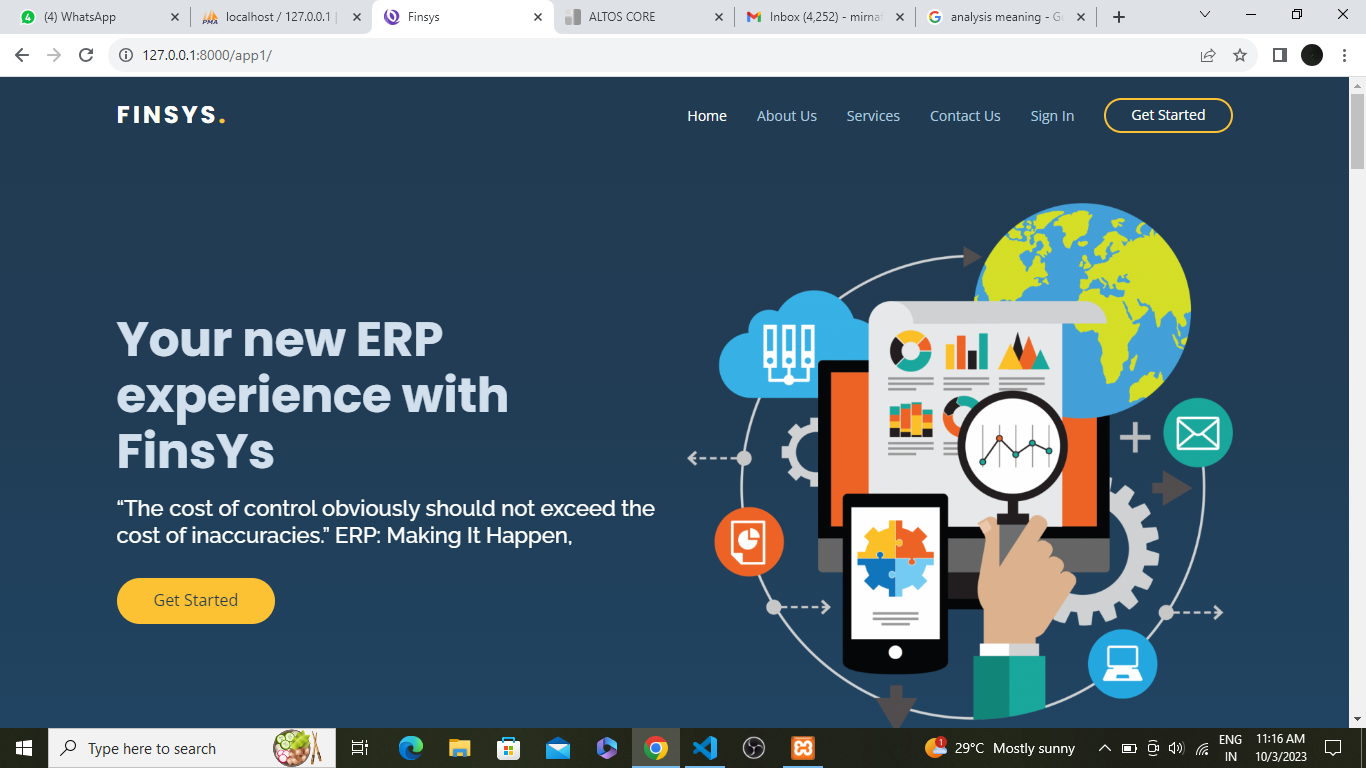 (4) WhatsApp
localhost / 127.0.0.1 |
Finsys
ALTOS CORE
Inbox (4,252) - mirna
analysis meaning - G
127.0.0.1:8000/app1/
FINSYS.
Home
About Us
Services
Contact Us
Sign In
Get Started
Your new ERP
experience with
FinsYs
“The cost of control obviously should not exceed the
cost of inaccuracies.” ERP: Making It Happen,
Get Started
Type here to search
1
29°C Mostly sunny
ENG
IN
11:16 AM
10/3/2023